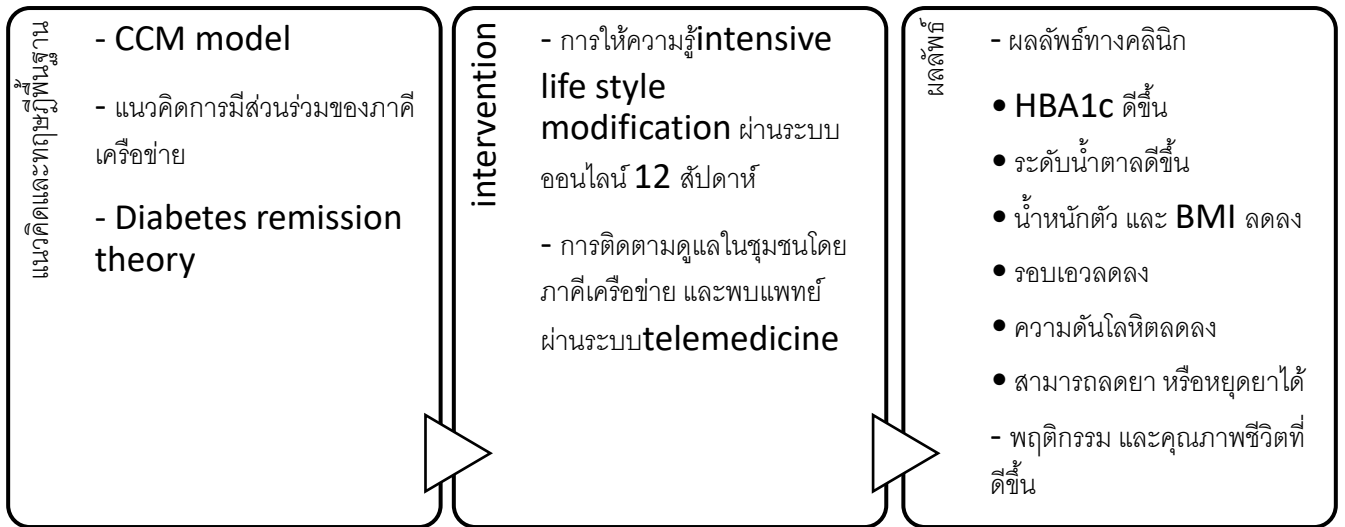 แนวคิดและทฤษฎีพื้นฐาน
- CCM model
- แนวคิดการมีส่วนร่วมของภาคี
เครือข่าย
- Diabetes remission
theory
intervention
- การให้ความรู้intensive
life style
modification ผ่านระบบ
ออนไลน์ 12 สัปดาห์
- การติดตามดูแลในชุมชนโดย
ภาคีเครือข่าย และพบแพทย์
ผ่านระบบtelemedicine
ผลลัพธ์
- ผลลัพธ์ทางคลินิก
• HBA1c ดีขึ้น
• ระดับน้ำตาลดีขึ้น
• น้ำหนักตัว และ BMI ลดลง
• รอบเอวลดลง
• ความดันโลหิตลดลง
• สามารถลดยา หรือหยุดยาได้
- พฤติกรรม และคุณภาพชีวิตที่
ดีขึ้น